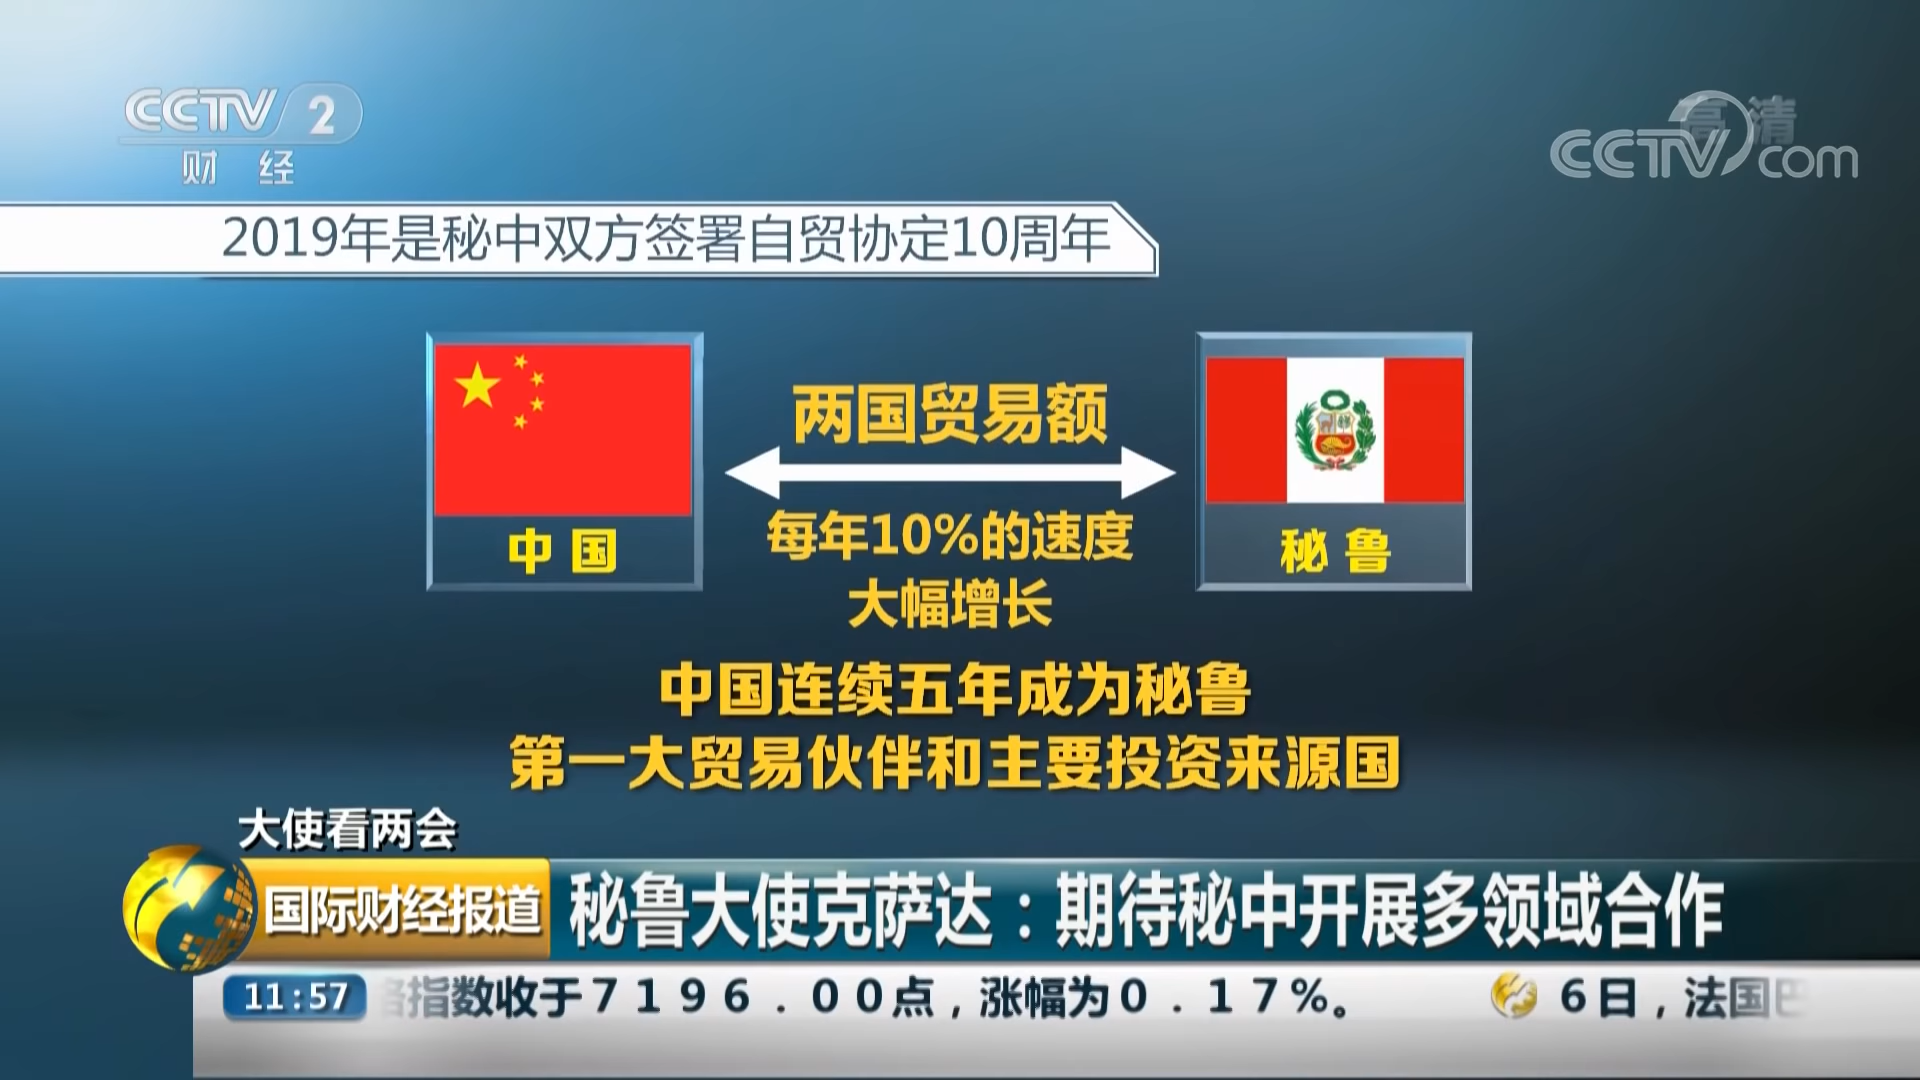 CCTV 2
财经
高清
CCTV.com
2019年是秘中双方签署自贸协定10周年
两国贸易额
每年10%的速度
大幅增长
中国
秘鲁
中国连续五年成为秘鲁
第一大贸易伙伴和主要投资来源国
大使看两会
国际财经报道
秘鲁大使克萨达：期待秘中开展多领域合作
11:57
指数收于7196.00点，涨幅为0.17%。 6日，法国